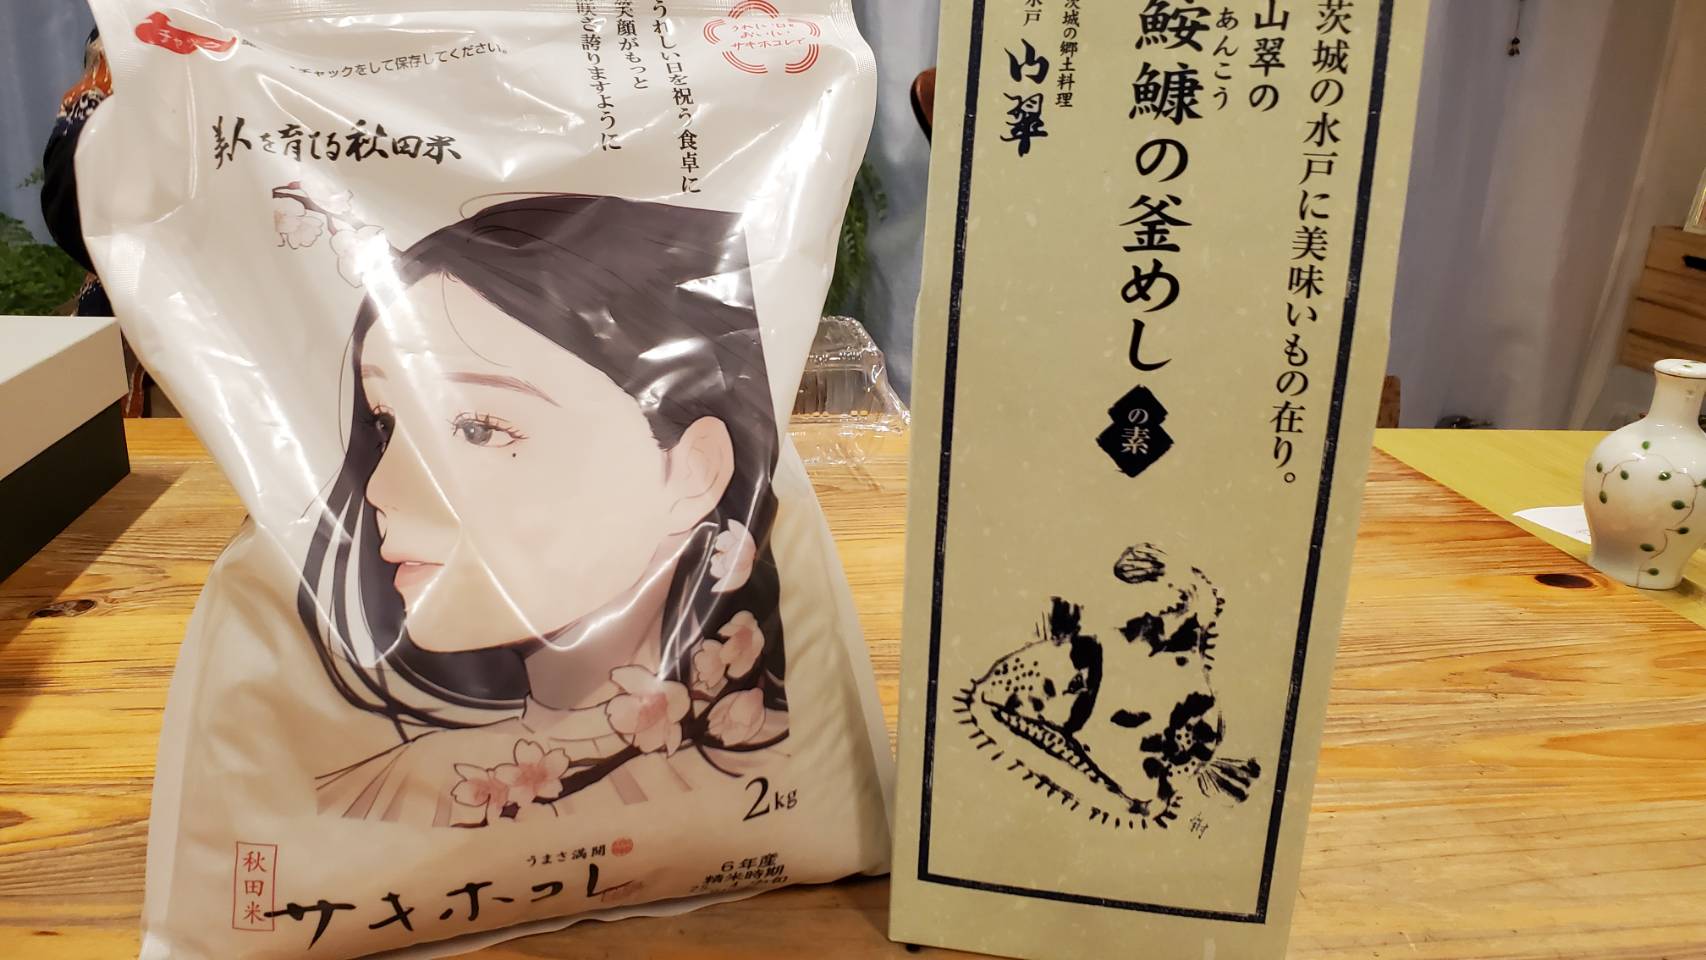 チャック
チャックをして保存してください。
うれしい日を祝う食卓に
笑顔がもっと
咲き誇りますように
うれしい日を
おいしい
サキホコレで
美人を育てる秋田米
2kg
うまさ満開
秋田米
サキホコレ
6年産
精米時期
茨城の水戸に美味いもの在り。
山翠の
あんこう
鮟鱇の釜めし
の素
茨城の郷土料理
水戸
山翠